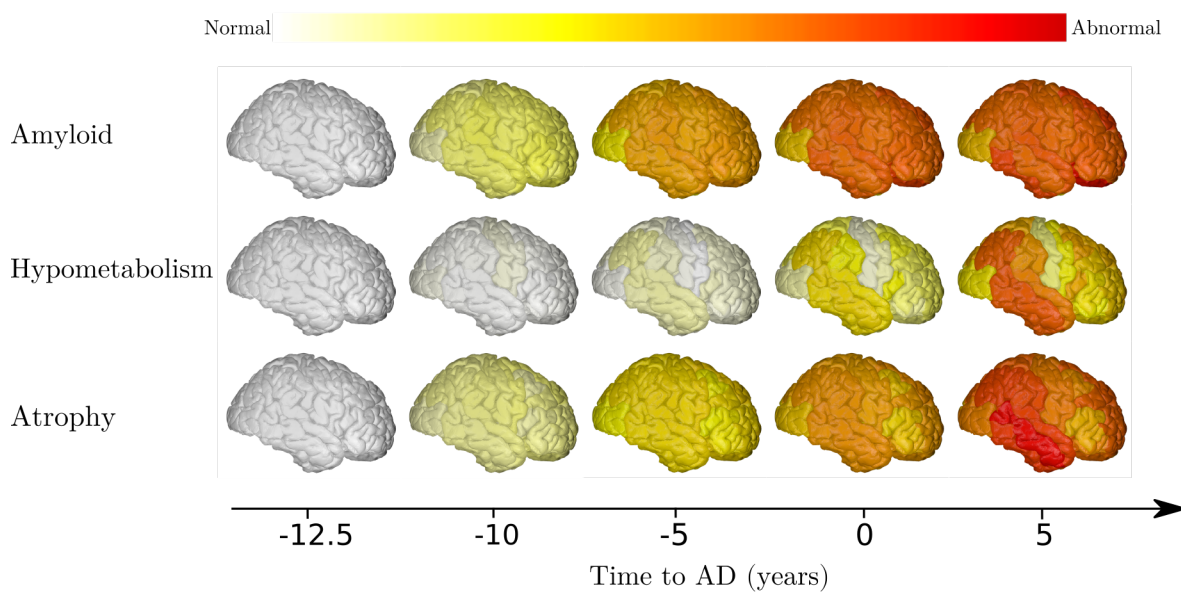 Normal Abnormal
Amyloid
Hypometabolism
Atrophy
-12.5 -10 -5 0 5
Time to AD (years)